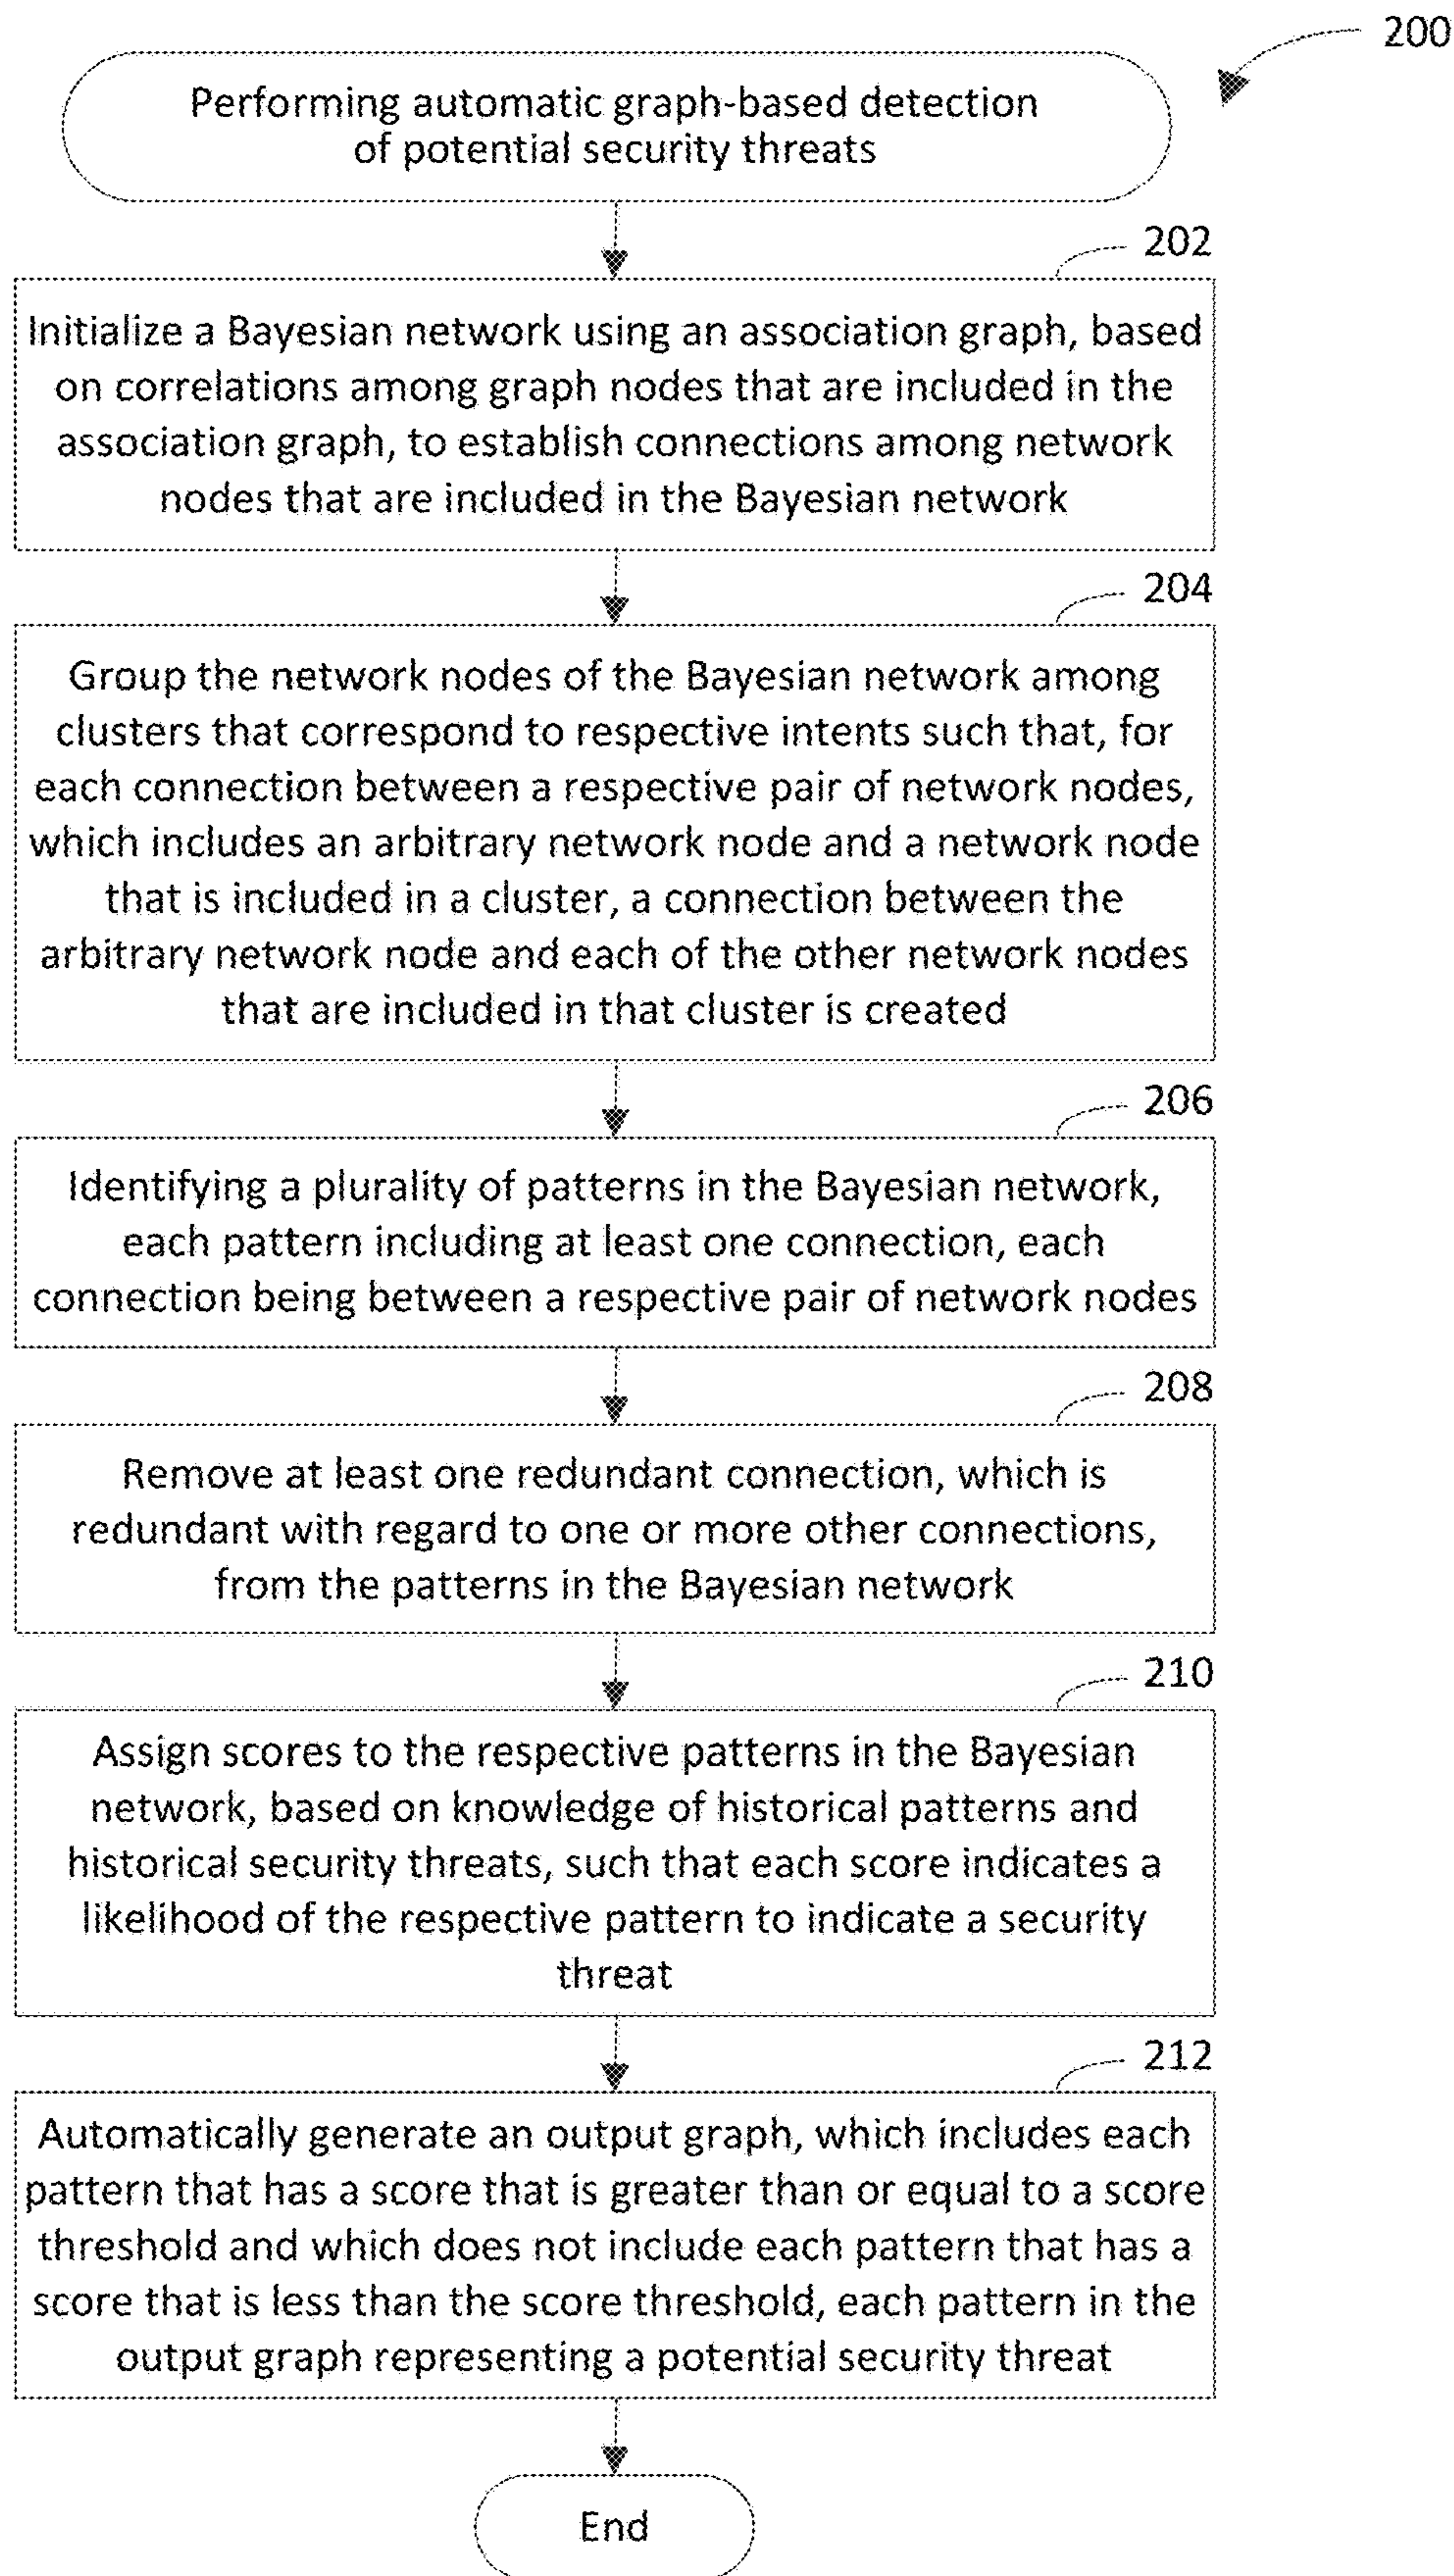 200
Performing automatic graph-based detection
of potential security threats
202
Initialize a Bayesian network using an association graph, based
on correlations among graph nodes that are included in the
association graph, to establish connections among network
nodes that are included in the Bayesian network
204
Group the network nodes of the Bayesian network among
clusters that correspond to respective intents such that, for
each connection between a respective pair of network nodes,
which includes an arbitrary network node and a network node
that is included in a cluster, a connection between the
arbitrary network node and each of the other network nodes
that are included in that cluster is created
206
Identifying a plurality of patterns in the Bayesian network,
each pattern including at least one connection, each
connection being between a respective pair of network nodes
208
Remove at least one redundant connection, which is
redundant with regard to one or more other connections,
from the patterns in the Bayesian network
210
Assign scores to the respective patterns in the Bayesian
network, based on knowledge of historical patterns and
historical security threats, such that each score indicates a
likelihood of the respective pattern to indicate a security
threat
212
Automatically generate an output graph, which includes each
pattern that has a score that is greater than or equal to a score
threshold and which does not include each pattern that has a
score that is less than the score threshold, each pattern in the
output graph representing a potential security threat
End